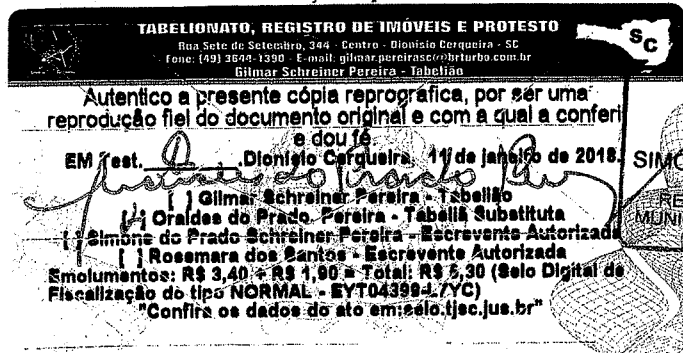 TABELIONATO, REGISTRO DE IMÓVEIS E PROTESTO
Rua Sete de Setembro, 344 - Centro - Dionísio Cerqueira - SC
Fone: (49) 3644-1390 - E-mail: gilmar.pereirasc@brturbo.com.br
Gilmar Schreiner Pereira - Tabelião
SC
Autentico a presente cópia reprográfica, por ser uma
reprodução fiel do documento original e com a qual a conferi
e dou fé
EM Test. Dionísio Cerqueira, 11 de janeiro de 2018.
SIMO
[ ] Gilmar Schreiner Pereira - Tabelião
RE
[ ] Oraides do Prado Pereira - Tabeliã Substituta
MUNI
[ ] Simone do Prado Schreiner Pereira - Escrevente Autorizada
[ ] Rosemara dos Santos - Escrevente Autorizada
Emolumentos: R$ 3,40 + R$ 1,90 = Total: R$ 5,30 (Selo Digital de
Fiscalização do tipo NORMAL -
"Confira os dados do ato em:selo.tjsc.jus.br"